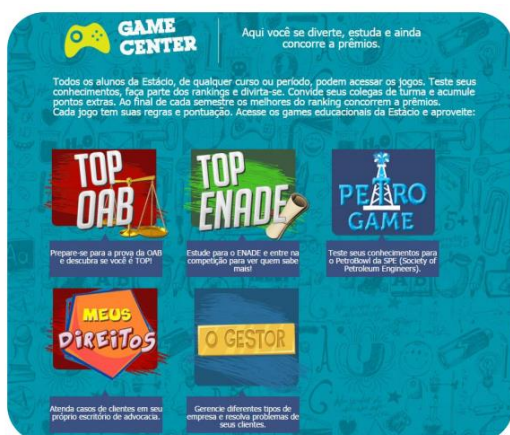 GAME
CENTER
Aqui você se diverte, estuda e ainda
concorre a prêmios.
Todos os alunos da Estácio, de qualquer curso ou período, podem acessar os jogos. Teste seus
conhecimentos, faça parte dos rankings e divirta-se. Convide seus colegas de turma e acumule
pontos extras. Ao final de cada semestre os melhores do ranking concorrem a prêmios.
Cada jogo tem suas regras e pontuação. Acesse os games educacionais da Estácio e aproveite:
TOP
OAB
Prepare-se para a prova da OAB
e descubra se você é TOP!
TOP
ENADE
Estude para o ENADE e entre na
competição para ver quem sabe
mais!
PETRO
GAME
Teste seus conhecimentos para
o PetroBowl da SPE (Society of
Petroleum Engineers).
MEUS
DIREITOS
Atenda casos de clientes em seu
próprio escritório de advocacia.
O GESTOR
Gerencie diferentes tipos de
empresa e resolva problemas de
seus clientes.